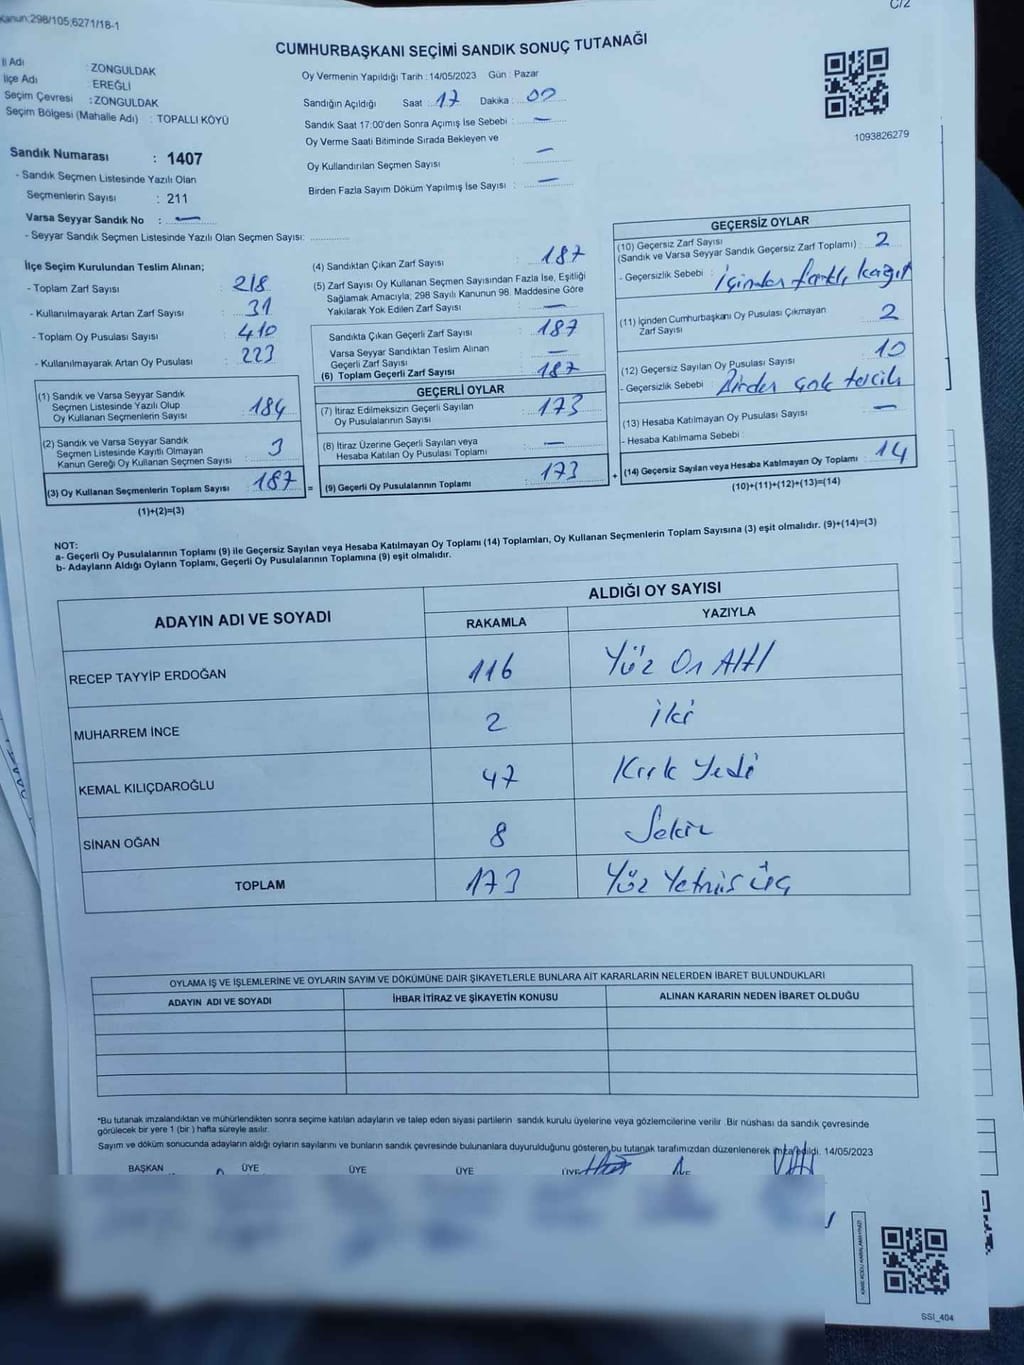 Kanun:298/105,6271/18-1
C/2
CUMHURBAŞKANI SEÇİMİ SANDIK SONUÇ TUTANAĞI
İl Adı : ZONGULDAK
İlçe Adı : EREĞLİ
Seçim Çevresi : ZONGULDAK
Seçim Bölgesi (Mahalle Adı) : TOPALLI KÖYÜ
Sandık Numarası : 1407
- Sandık Seçmen Listesinde Yazılı Olan
Seçmenlerin Sayısı : 211
Varsa Seyyar Sandık No : —
- Seyyar Sandık Seçmen Listesinde Yazılı Olan Seçmen Sayısı:
Oy Vermenin Yapıldığı Tarih : 14/05/2023 Gün : Pazar
Sandığın Açıldığı Saat : 17 Dakika : 00
Sandık Saat 17:00'den Sonra Açımış İse Sebebi : —
Oy Verme Saati Bitiminde Sırada Bekleyen ve
Oy Kullandırılan Seçmen Sayısı : —
Birden Fazla Sayım Döküm Yapılmış İse Sayısı : —
1093826279
İlçe Seçim Kurulundan Teslim Alınan;
- Toplam Zarf Sayısı : 218
- Kullanılmayarak Artan Zarf Sayısı : 31
- Toplam Oy Pusulası Sayısı : 410
- Kullanılmayarak Artan Oy Pusulası : 223
(1) Sandık ve Varsa Seyyar Sandık
Seçmen Listesinde Yazılı Olup
Oy Kullanan Seçmenlerin Sayısı : 184
(2) Sandık ve Varsa Seyyar Sandık
Seçmen Listesinde Kayıtlı Olmayan
Kanun Gereği Oy Kullanan Seçmen Sayısı : 3
(3) Oy Kullanan Seçmenlerin Toplam Sayısı : 187
(1)+(2)=(3)
(4) Sandıktan Çıkan Zarf Sayısı : 187
(5) Zarf Sayısı Oy Kullanan Seçmen Sayısından Fazla İse, Eşitliği
Sağlamak Amacıyla, 298 Sayılı Kanunun 98. Maddesine Göre
Yakılarak Yok Edilen Zarf Sayısı : —
Sandıkta Çıkan Geçerli Zarf Sayısı : 187
Varsa Seyyar Sandıktan Teslim Alınan
Geçerli Zarf Sayısı : —
(6) Toplam Geçerli Zarf Sayısı : 187
GEÇERLİ OYLAR
(7) İtiraz Edilmeksizin Geçerli Sayılan
Oy Pusulalarının Sayısı : 173
(8) İtiraz Üzerine Geçerli Sayılan veya
Hesaba Katılan Oy Pusulası Toplamı : —
= (9) Geçerli Oy Pusulalarının Toplamı : 173 +
GEÇERSİZ OYLAR
(10) Geçersiz Zarf Sayısı
(Sandık ve Varsa Seyyar Sandık Geçersiz Zarf Toplamı) : 2
- Geçersizlik Sebebi : İçinden farklı kağıt
(11) İçinden Cumhurbaşkanı Oy Pusulası Çıkmayan
Zarf Sayısı : 2
(12) Geçersiz Sayılan Oy Pusulası Sayısı : 10
- Geçersizlik Sebebi : Birden çok tercih
(13) Hesaba Katılmayan Oy Pusulası Sayısı : —
- Hesaba Katılmama Sebebi :
(14) Geçersiz Sayılan veya Hesaba Katılmayan Oy Toplamı : 14
(10)+(11)+(12)+(13)=(14)
NOT:
a- Geçerli Oy Pusulalarının Toplamı (9) ile Geçersiz Sayılan veya Hesaba Katılmayan Oy Toplamı (14) Toplamları, Oy Kullanan Seçmenlerin Toplam Sayısına (3) eşit olmalıdır. (9)+(14)=(3)
b- Adayların Aldığı Oyların Toplamı, Geçerli Oy Pusulalarının Toplamına (9) eşit olmalıdır.
ADAYIN ADI VE SOYADI
ALDIĞI OY SAYISI
RAKAMLA YAZIYLA
RECEP TAYYİP ERDOĞAN 116 Yüz On Altı
MUHARREM İNCE 2 İki
KEMAL KILIÇDAROĞLU 47 Kırk Yedi
SİNAN OĞAN 8 Sekiz
TOPLAM 173 Yüz Yetmiş Üç
OYLAMA İŞ VE İŞLEMLERİNE VE OYLARIN SAYIM VE DÖKÜMÜNE DAİR ŞİKAYETLERLE BUNLARA AİT KARARLARIN NELERDEN İBARET BULUNDUKLARI
ADAYIN ADI VE SOYADI İHBAR İTİRAZ VE ŞİKAYETİN KONUSU ALINAN KARARIN NEDEN İBARET OLDUĞU
*Bu tutanak imzalandıktan ve mühürlendikten sonra seçime katılan adayların ve talep eden siyasi partilerin sandık kurulu üyelerine veya gözlemcilerine verilir. Bir nüshası da sandık çevresinde
görülecek bir yere 1 (bir) hafta süreyle asılır.
Sayım ve döküm sonucunda adayların aldığı oyların sayılarını ve bunların sandık çevresinde bulunanlara duyurulduğunu gösteren bu tutanak tarafımızdan düzenlenerek imza edildi. 14/05/2023
BAŞKAN ÜYE ÜYE ÜYE ÜYE
SSI_404